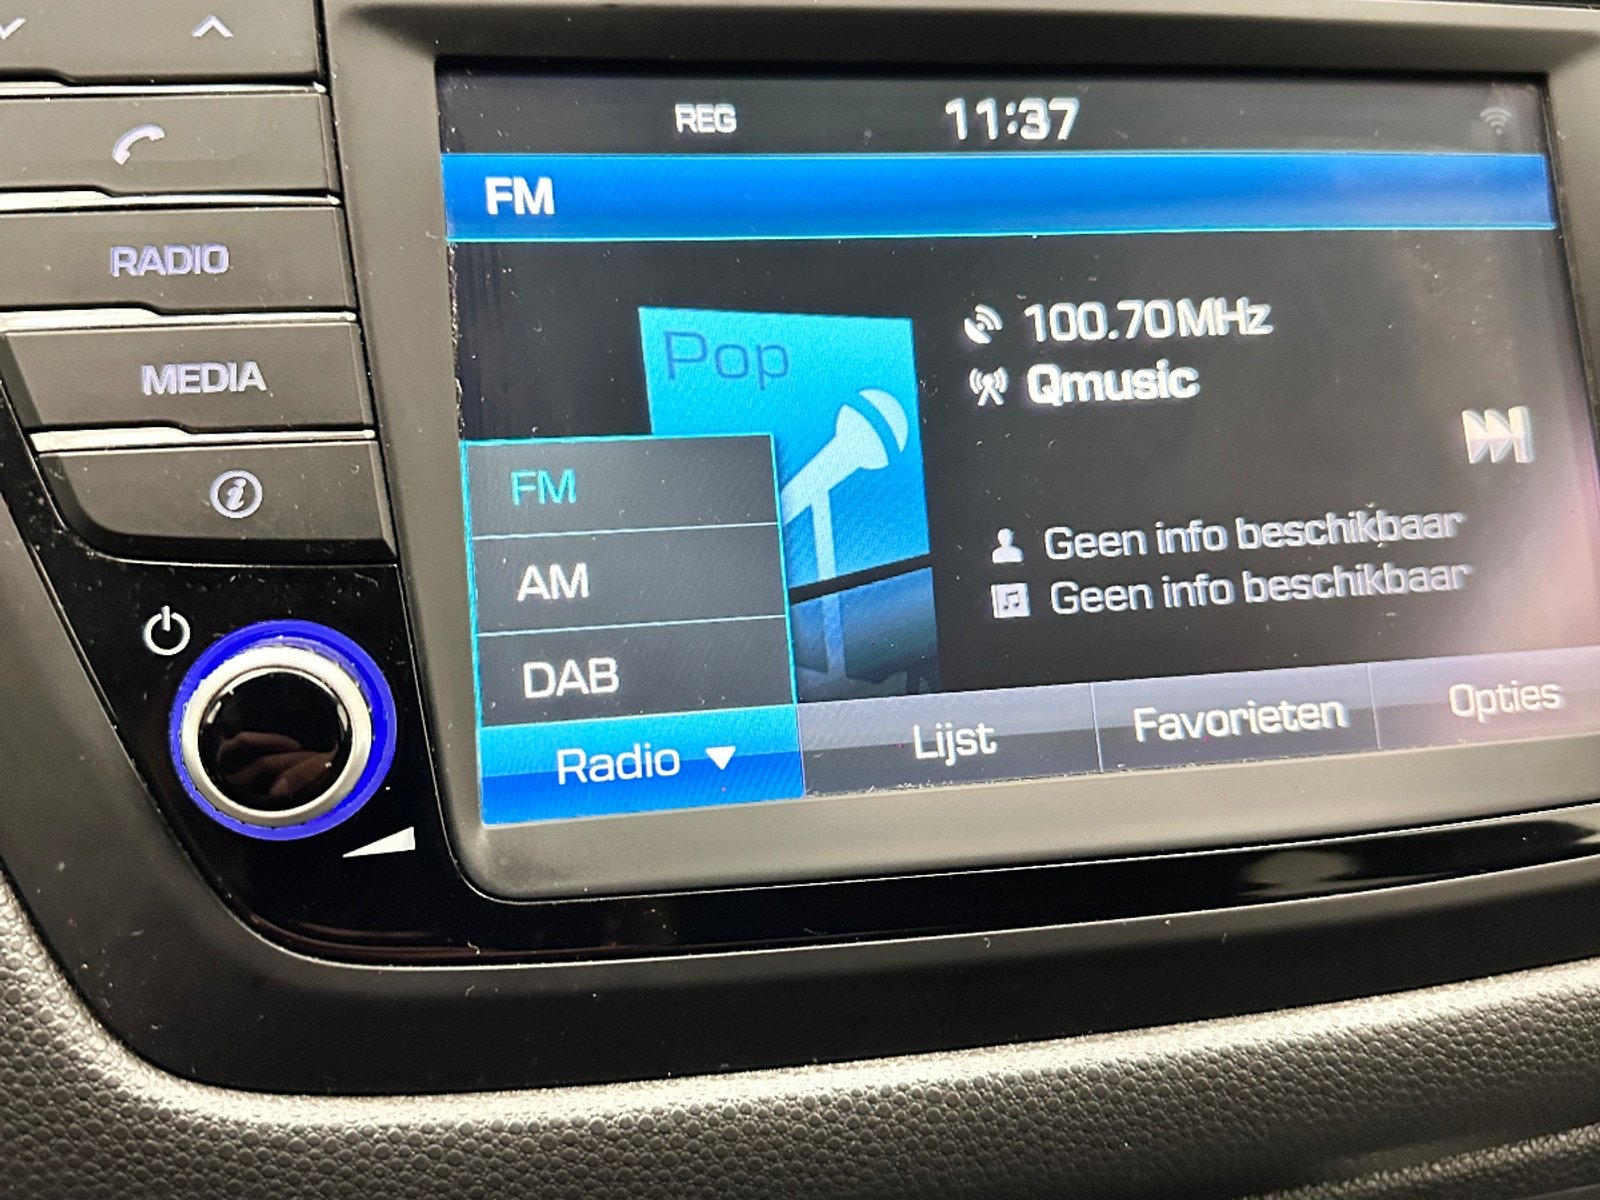 REG 11:37
FM
RADIO
MEDIA
Pop
100.70MHz
Qmusic
Geen info beschikbaar
Geen info beschikbaar
FM
AM
DAB
Radio
Lijst
Favorieten
Opties